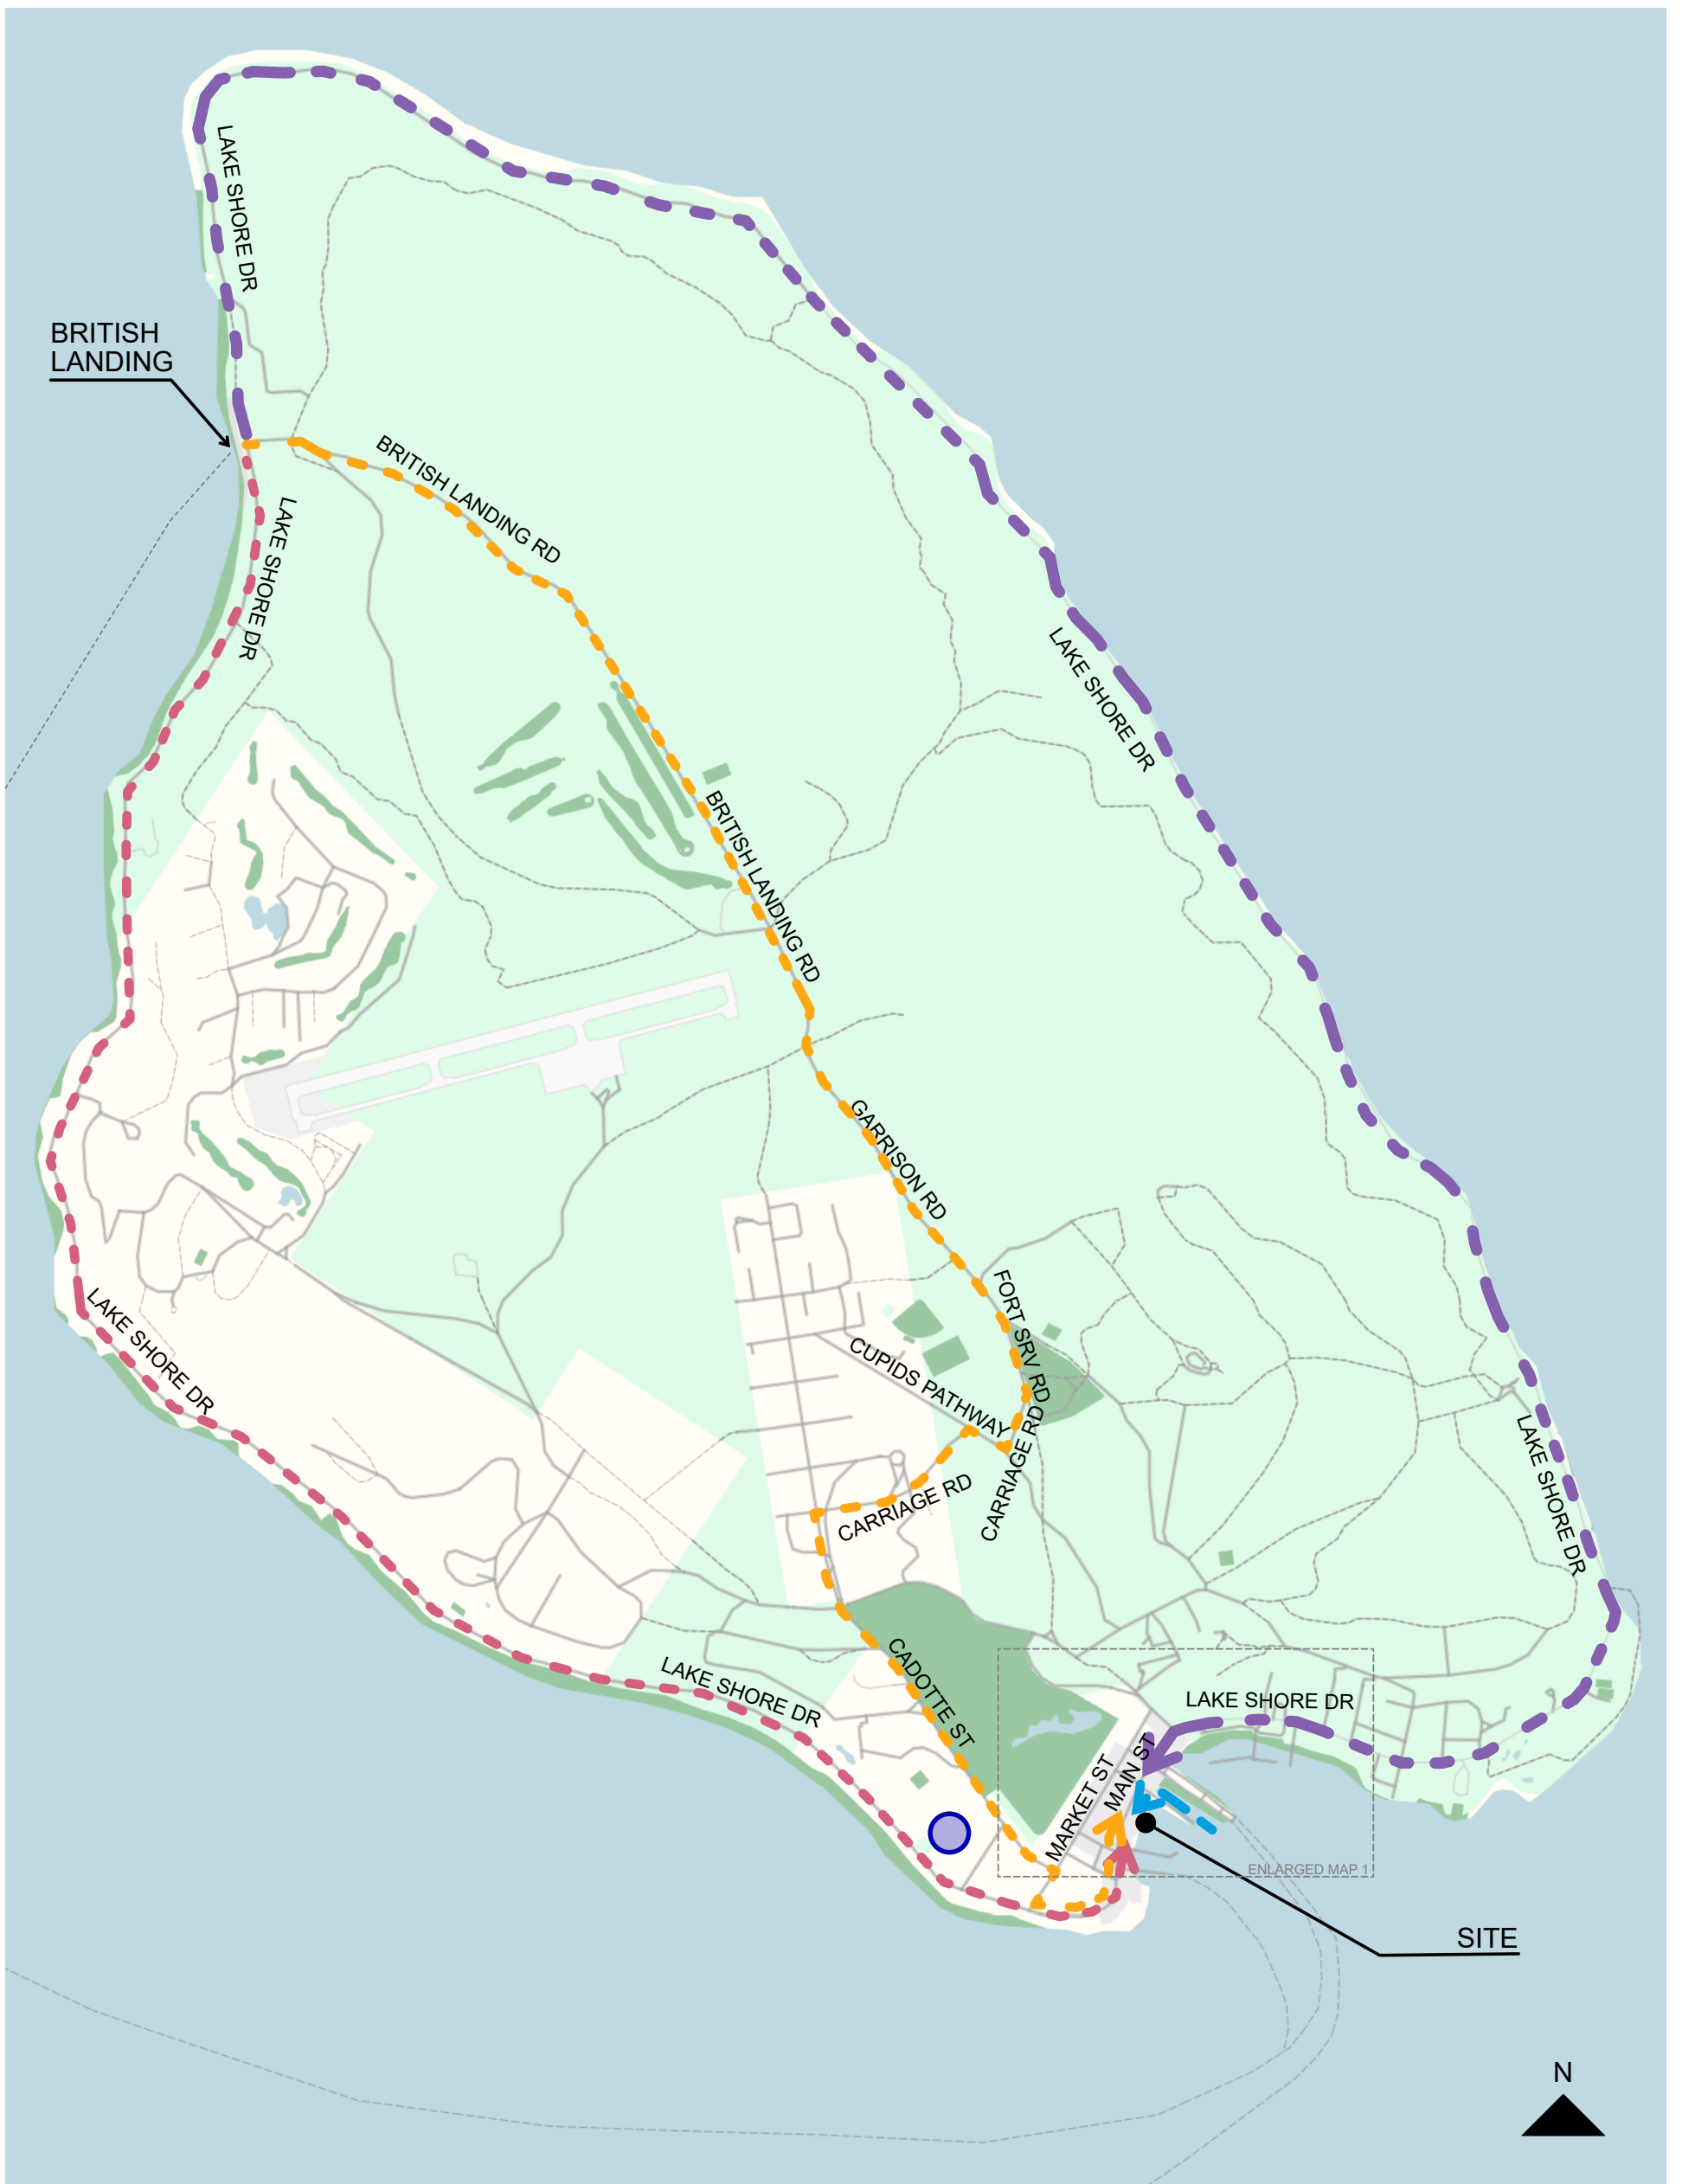 LAKE SHORE DR
BRITISH
LANDING
BRITISH LANDING RD
LAKE SHORE DR
LAKE SHORE DR
BRITISH LANDING RD
GARRISON RD
FORT SRV RD
LAKE SHORE DR
CUPIDS PATHWAY
CARRIAGE RD
CARRIAGE RD
LAKE SHORE DR
LAKE SHORE DR
CADOTTE ST
LAKE SHORE DR
MARKET ST
MAIN ST
ENLARGED MAP 1
SITE
N